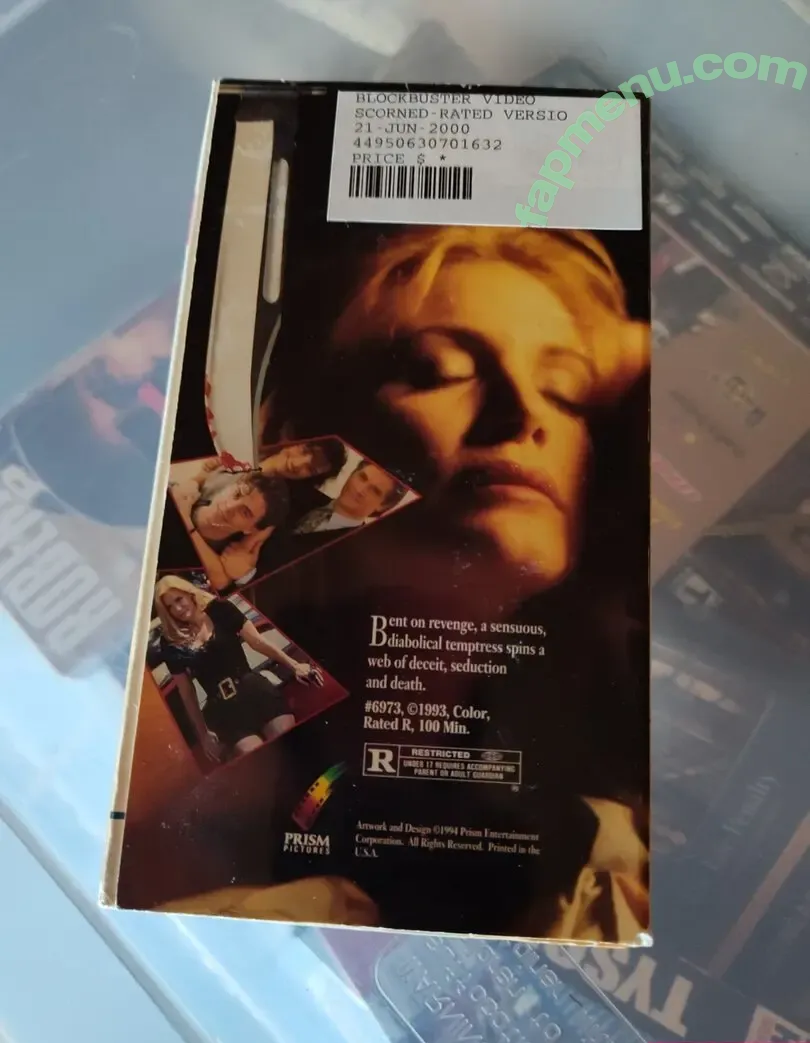 fapmenu.com
BLOCKBUSTER VIDEO
SCORNED-RATED VERSIO
21-JUN-2000
44950630701632
PRICE $ *
Bent on revenge, a sensuous,
diabolical temptress spins a
web of deceit, seduction
and death.
#6973, ©1993, Color,
Rated R, 100 Min.
R
RESTRICTED
UNDER 17 REQUIRES ACCOMPANYING
PARENT OR ADULT GUARDIAN
®
PRISM
PICTURES
Artwork and Design ©1994 Prism Entertainment
Corporation. All Rights Reserved. Printed in the
U.S.A.